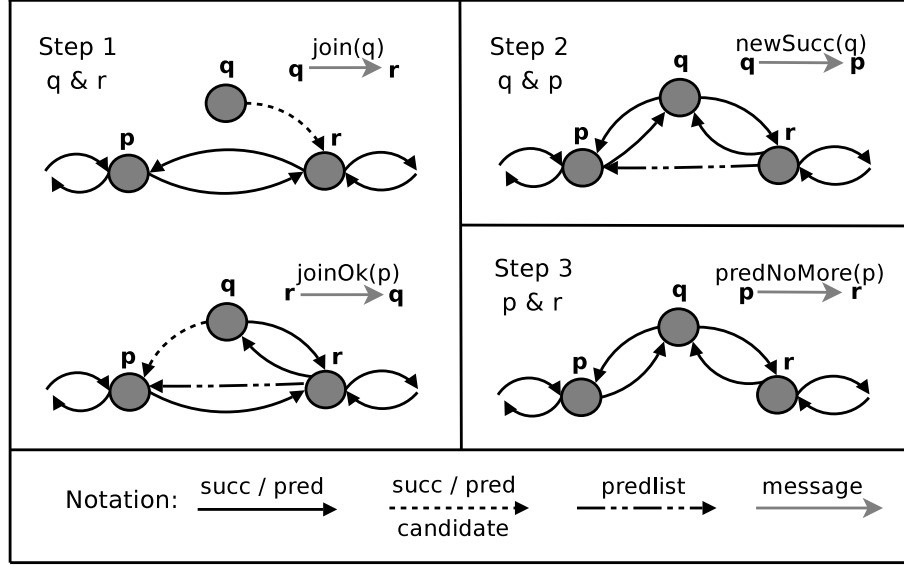 Step 1
q & r
join(q)
q r
q
p
r
joinOk(p)
r q
q
p
r
Step 2
q & p
newSucc(q)
q p
q
p
r
Step 3
p & r
predNoMore(p)
p r
q
p
r
Notation:
succ / pred
succ / pred
candidate
predlist
message